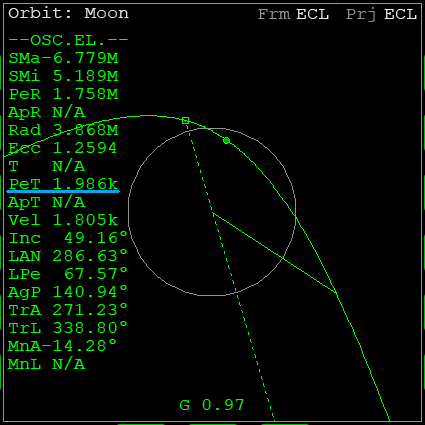 Orbit: Moon Frm ECL Prj ECL
--OSC.EL.--
SMa-6.779M
SMi 5.189M
PeR 1.758M
ApR N/A
Rad 3.868M
Ecc 1.2594
T N/A
PeT 1.986k
ApT N/A
Vel 1.805k
Inc 49.16°
LAN 286.63°
LPe 67.57°
AgP 140.94°
TrA 271.23°
TrL 338.80°
MnA-14.28°
MnL N/A
G 0.97